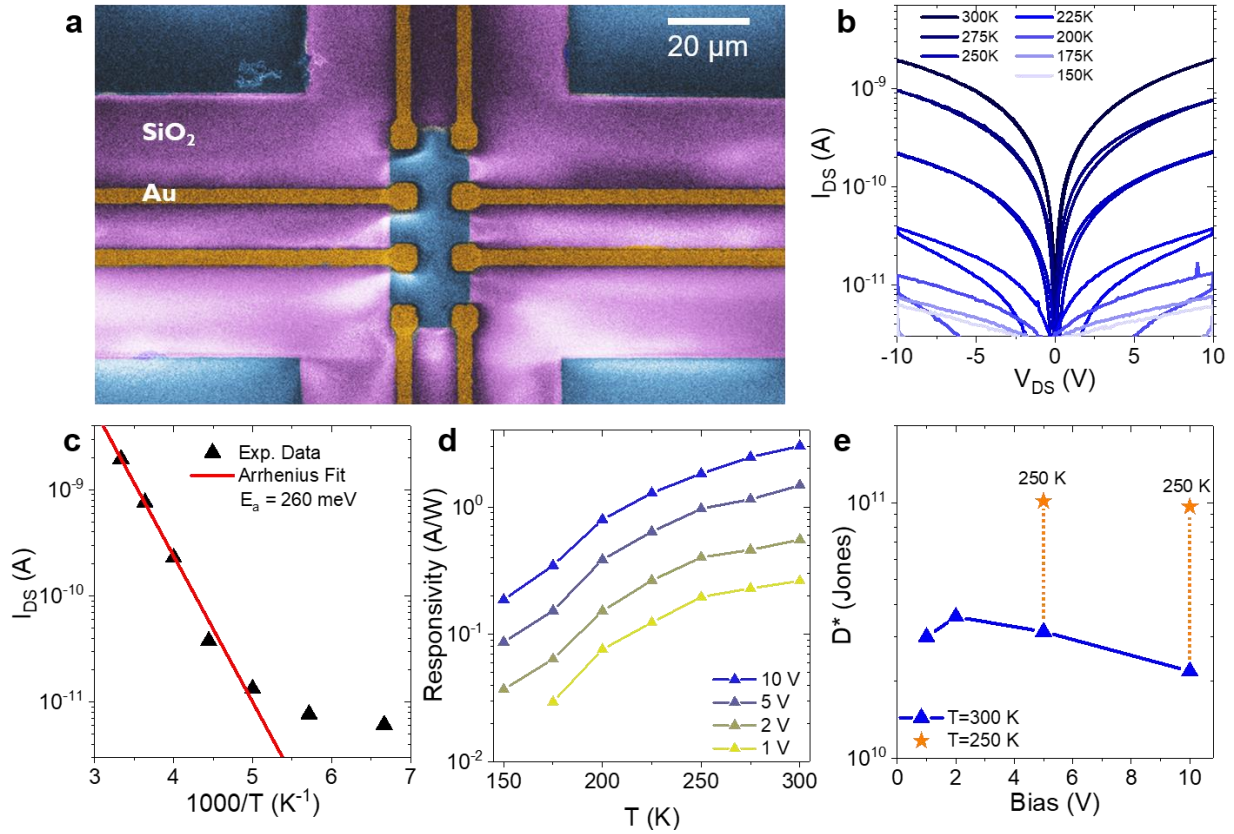 a
20 μm
SiO2
Au
b
300K 225K
275K 200K
250K 175K
150K
10-9
10-10
10-11
IDS (A)
-10 -5 0 5 10
VDS (V)
c
Exp. Data
Arrhenius Fit
Ea = 260 meV
10-9
10-10
10-11
IDS (A)
3 4 5 6 7
1000/T (K-1)
d
100
10-1
10-2
Responsivity (A/W)
10 V
5 V
2 V
1 V
150 200 250 300
T (K)
e
1011
1010
D* (Jones)
250 K 250 K
T=300 K
T=250 K
0 2 4 6 8 10
Bias (V)